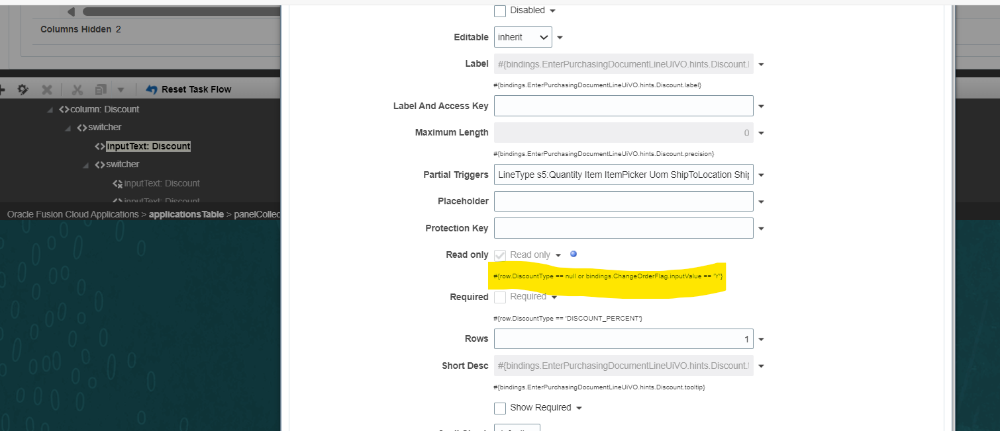 Disabled
Columns Hidden 2
Editable inherit
Label #{bindings.EnterPurchasingDocumentLineUiVO.hints.Discount.
#{bindings.EnterPurchasingDocumentLineUiVO.hints.Discount.label}
Reset Task Flow
column: Discount
Label And Access Key
switcher
Maximum Length 0
inputText: Discount
#{bindings.EnterPurchasingDocumentLineUiVO.hints.Discount.precision}
switcher
Partial Triggers LineType s5:Quantity Item ItemPicker Uom ShipToLocation Ship
inputText: Discount
inputText: Discount
Placeholder
Oracle Fusion Cloud Applications > applicationsTable > panelCollec
Protection Key
Read only Read only
#{row.DiscountType == null or bindings.ChangeOrderFlag.inputValue == "Y"}
Required Required
#{row.DiscountType == 'DISCOUNT_PERCENT'}
Rows 1
Short Desc #{bindings.EnterPurchasingDocumentLineUiVO.hints.Discount.
#{bindings.EnterPurchasingDocumentLineUiVO.hints.Discount.tooltip}
Show Required